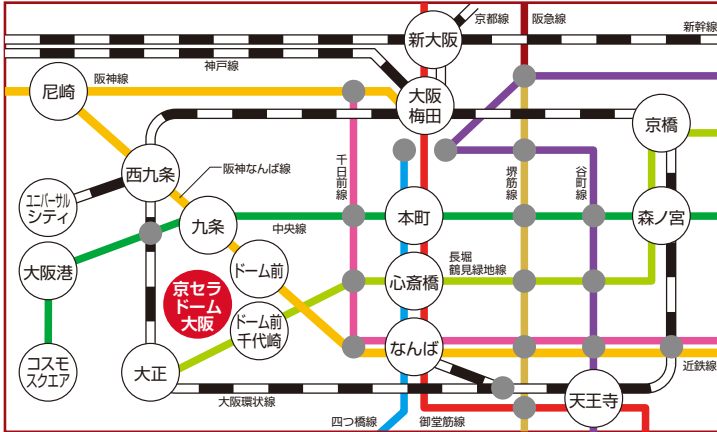 京都線
阪急線
新幹線
新大阪
神戸線
阪神線
尼崎
大阪
梅田
京橋
西九条
阪神なんば線
千日前線
堺筋線
谷町線
ユニバーサル
シティ
九条
中央線
本町
森ノ宮
大阪港
ドーム前
長堀
鶴見緑地線
心斎橋
京セラ
ドーム
大阪
ドーム前
千代崎
なんば
コスモ
スクエア
大正
近鉄線
大阪環状線
天王寺
四つ橋線
御堂筋線